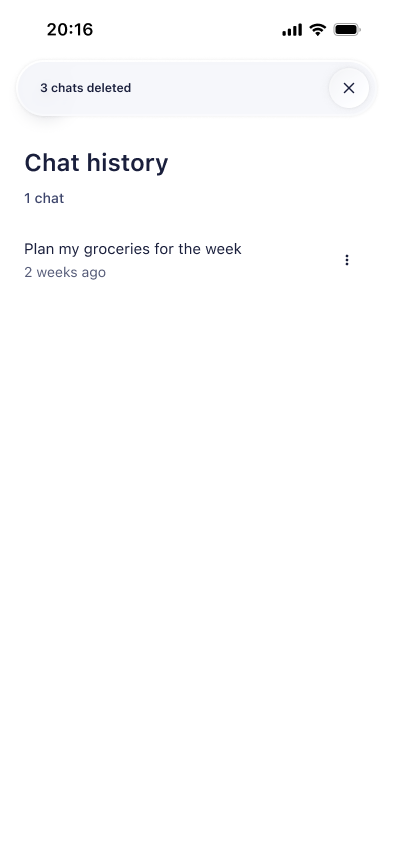 20:16
3 chats deleted
Chat history
1 chat
Plan my groceries for the week
2 weeks ago